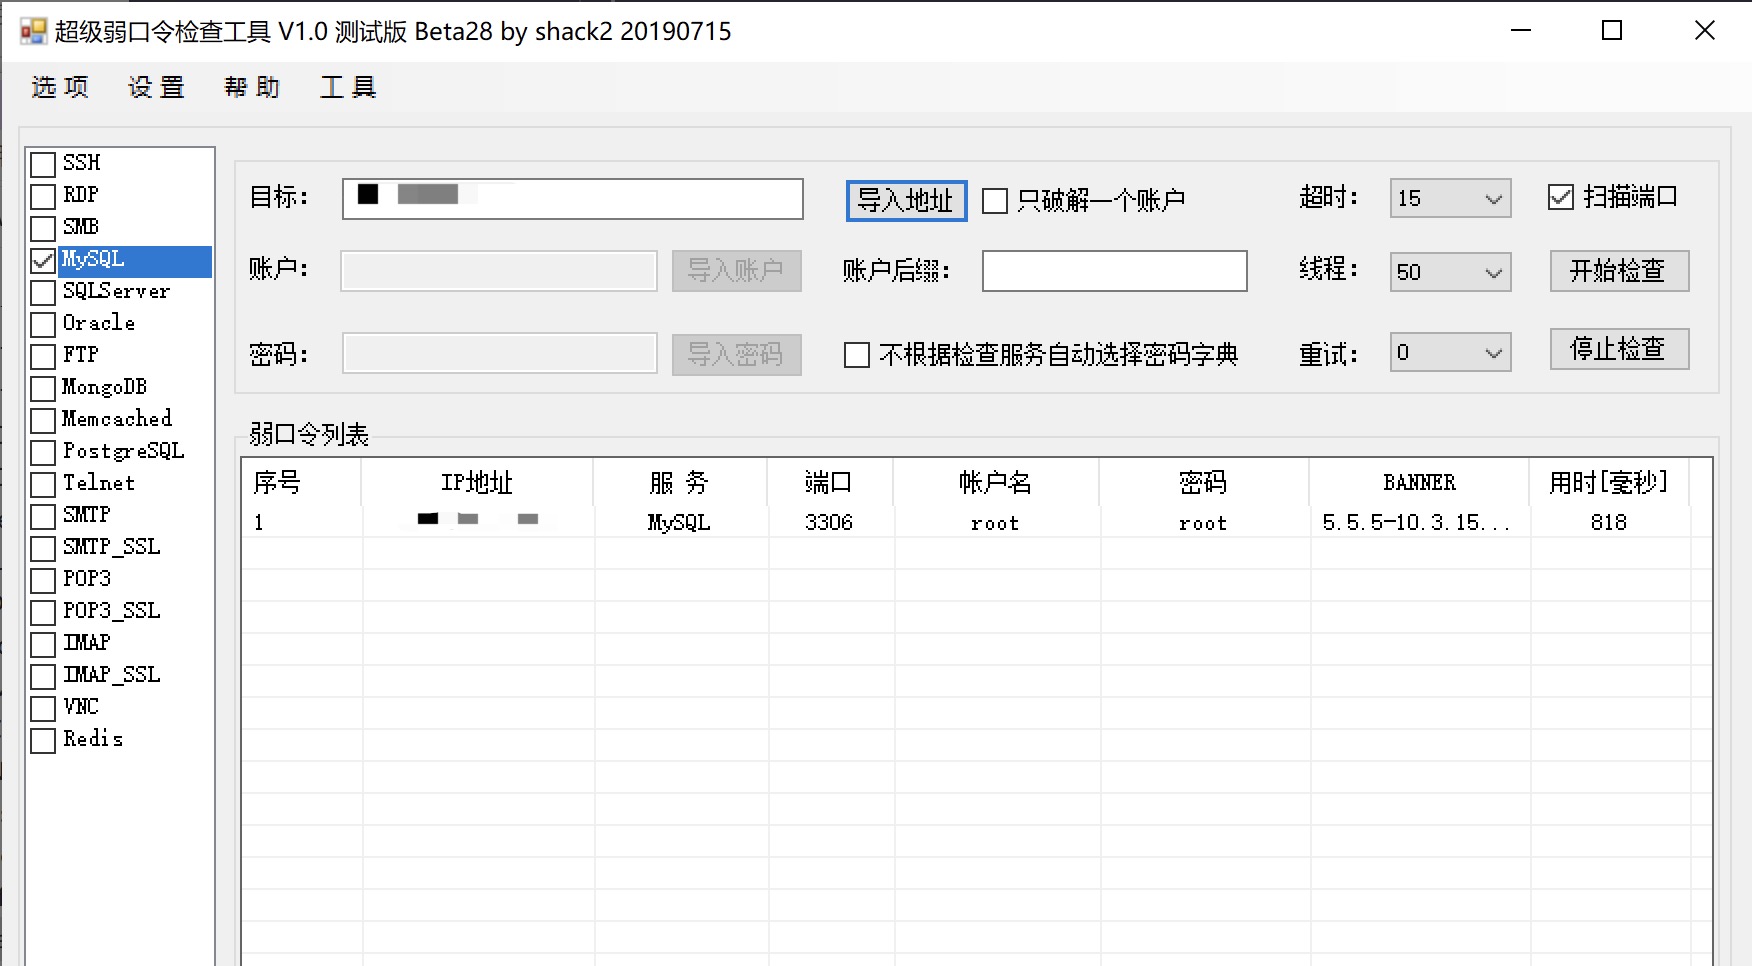 超级弱口令检查工具 V1.0 测试版 Beta28 by shack2 20190715
选项 设置 帮助 工具
SSH
RDP
SMB
MySQL
SQLServer
Oracle
FTP
MongoDB
Memcached
PostgreSQL
Telnet
SMTP
SMTP_SSL
POP3
POP3_SSL
IMAP
IMAP_SSL
VNC
Redis
目标： 导入地址 只破解一个账户 超时： 15 扫描端口
账户： 导入账户 账户后缀： 线程： 50 开始检查
密码： 导入密码 不根据检查服务自动选择密码字典 重试： 0 停止检查
弱口令列表
序号 IP地址 服 务 端口 帐户名 密码 BANNER 用时[毫秒]
1 MySQL 3306 root root 5.5.5-10.3.15... 818